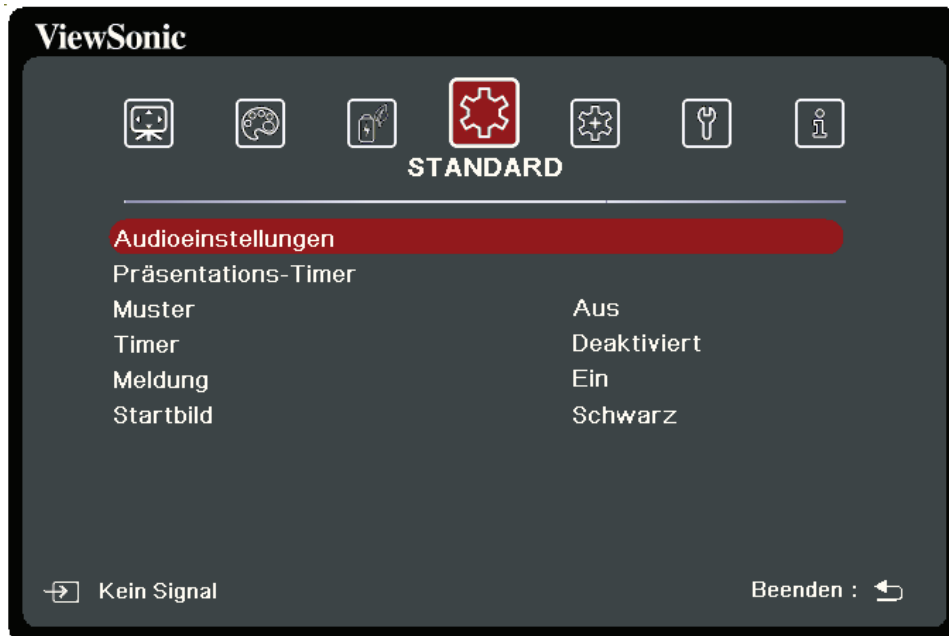 ViewSonic
STANDARD
Audioeinstellungen
Präsentations-Timer
Muster Aus
Timer Deaktiviert
Meldung Ein
Startbild Schwarz
Kein Signal Beenden :